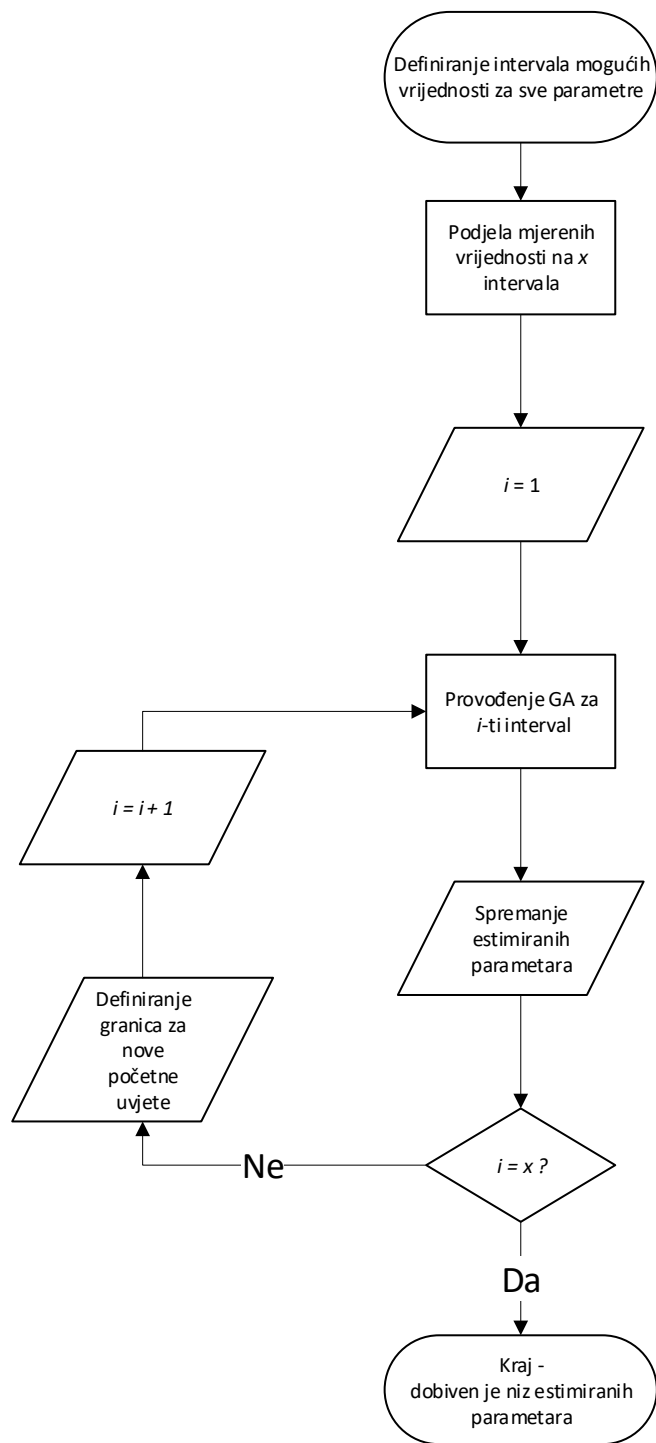 Definiranje intervala mogućih
vrijednosti za sve parametre
Podjela mjerenih
vrijednosti na x
intervala
i = 1
Provođenje GA za
i-ti interval
i = i + 1
Spremanje
estimiranih
parametara
Definiranje
granica za
nove
početne
uvjete
i = x ?
Ne
Da
Kraj -
dobiven je niz estimiranih
parametara